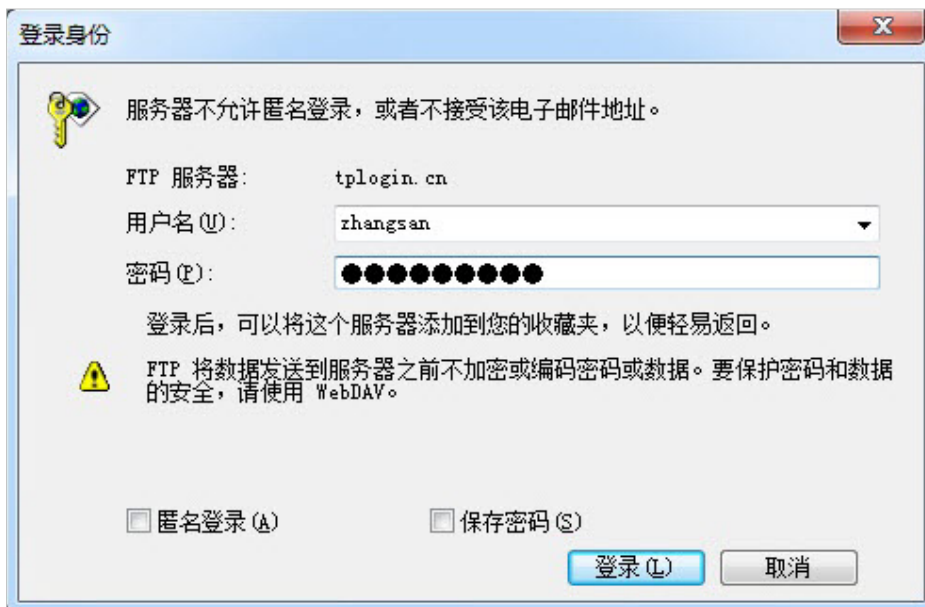 登录身份
服务器不允许匿名登录，或者不接受该电子邮件地址。
FTP 服务器： tplogin.cn
用户名(U)： zhangsan
密码(P)： ●●●●●●●●●
登录后，可以将这个服务器添加到您的收藏夹，以便轻易返回。
FTP 将数据发送到服务器之前不加密或编码密码或数据。要保护密码和数据
的安全，请使用 WebDAV。
匿名登录(A) 保存密码(S)
登录(L) 取消